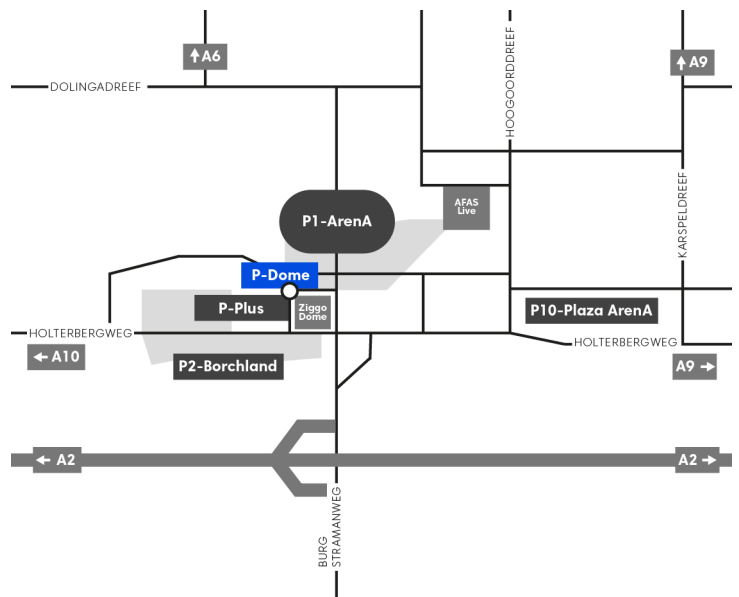 A6
A9
DOLINGADREEF
HOOGOORDDREEF
KARSPELDREEF
AFAS
Live
P1-ArenA
P-Dome
P-Plus
Ziggo
Dome
P10-Plaza ArenA
HOLTERBERGWEG
HOLTERBERGWEG
A10
P2-Borchland
A9
A2
A2
BURG
STRAMANWEG